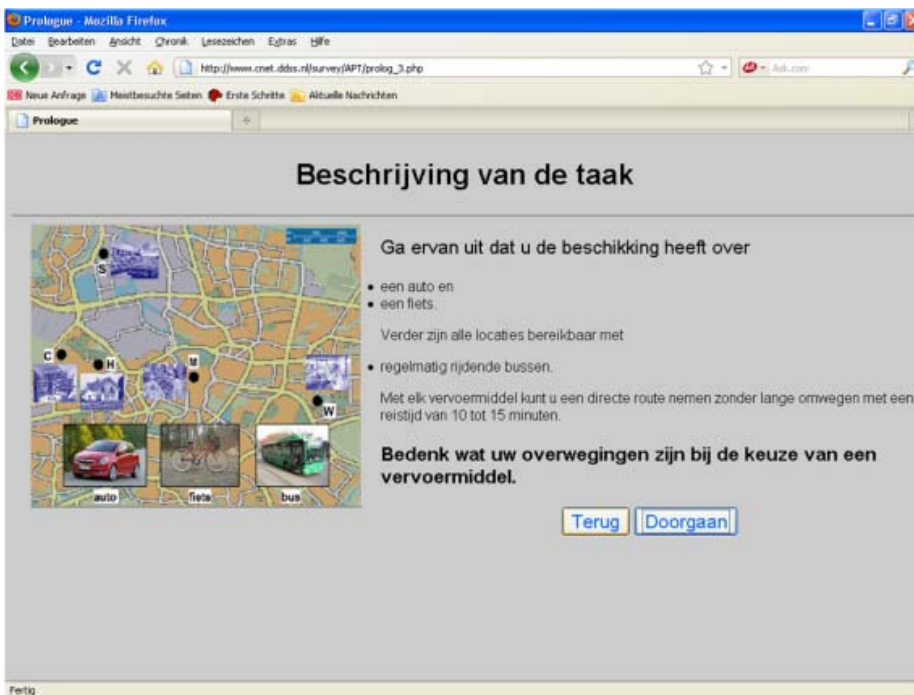 Prologue - Mozilla Firefox
Datei Bearbeiten Ansicht Chronik Lesezeichen Extras Hilfe
http://www.cnet.ddss.nl/survey/APT/prolog_3.php
Ask.com
Neue Anfrage Meistbesuchte Seiten Erste Schritte Aktuelle Nachrichten
Prologue
Beschrijving van de taak
S
C
H
M
W
auto fiets bus
Ga ervan uit dat u de beschikking heeft over
• een auto en
• een fiets.
Verder zijn alle locaties bereikbaar met
• regelmatig rijdende bussen.
Met elk vervoermiddel kunt u een directe route nemen zonder lange omwegen met een
reistijd van 10 tot 15 minuten.
Bedenk wat uw overwegingen zijn bij de keuze van een
vervoermiddel.
Terug Doorgaan
Fertig